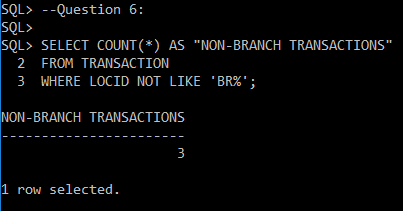 SQL> --Question 6:
SQL>
SQL> SELECT COUNT(*) AS "NON-BRANCH TRANSACTIONS"
  2  FROM TRANSACTION
  3  WHERE LOCID NOT LIKE 'BR%';
NON-BRANCH TRANSACTIONS
-----------------------
                      3
1 row selected.